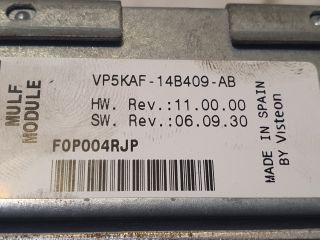 MULF
MODULE
VP5KAF-14B409-AB
HW. Rev.:11.00.00
SW. Rev.:06.09.30
F0P004RJP
MADE IN SPAIN
BY Visteon